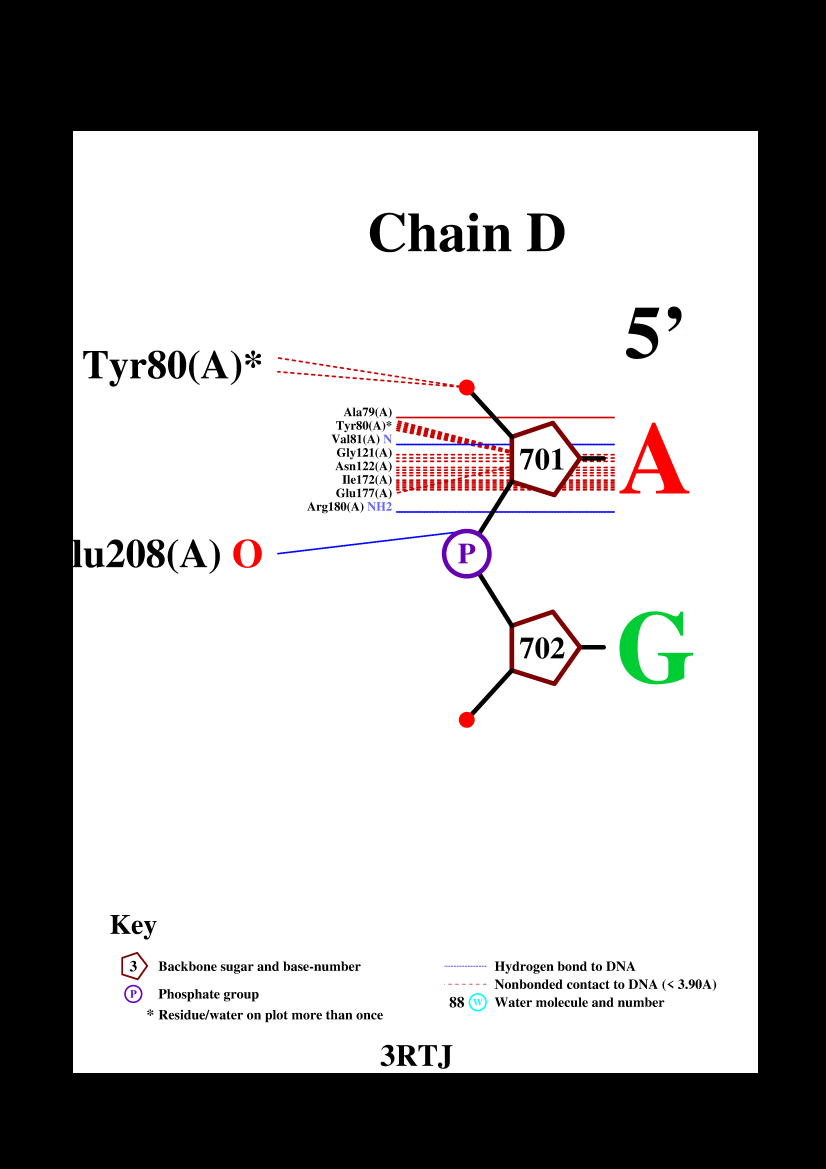 Chain D
5’
Tyr80(A)*
Ala79(A)
Tyr80(A)*
Val81(A) N
Gly121(A)
Asn122(A)
Ile172(A)
Glu177(A)
Arg180(A) NH2
701
A
lu208(A) O
P
702
G
Key
3 Backbone sugar and base-number
P Phosphate group
* Residue/water on plot more than once
Hydrogen bond to DNA
Nonbonded contact to DNA (< 3.90A)
88 W Water molecule and number
3RTJ